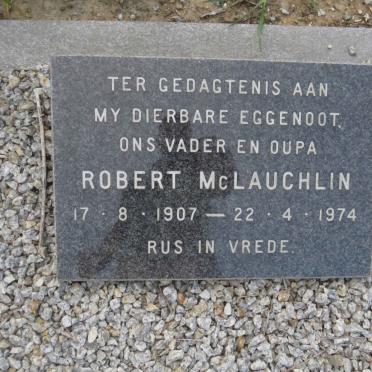 TER GEDAGTENIS AAN
MY DIERBARE EGGENOOT,
ONS VADER EN OUPA
ROBERT McLAUCHLIN
17 · 8 · 1907 — 22 · 4 · 1974
RUS IN VREDE.